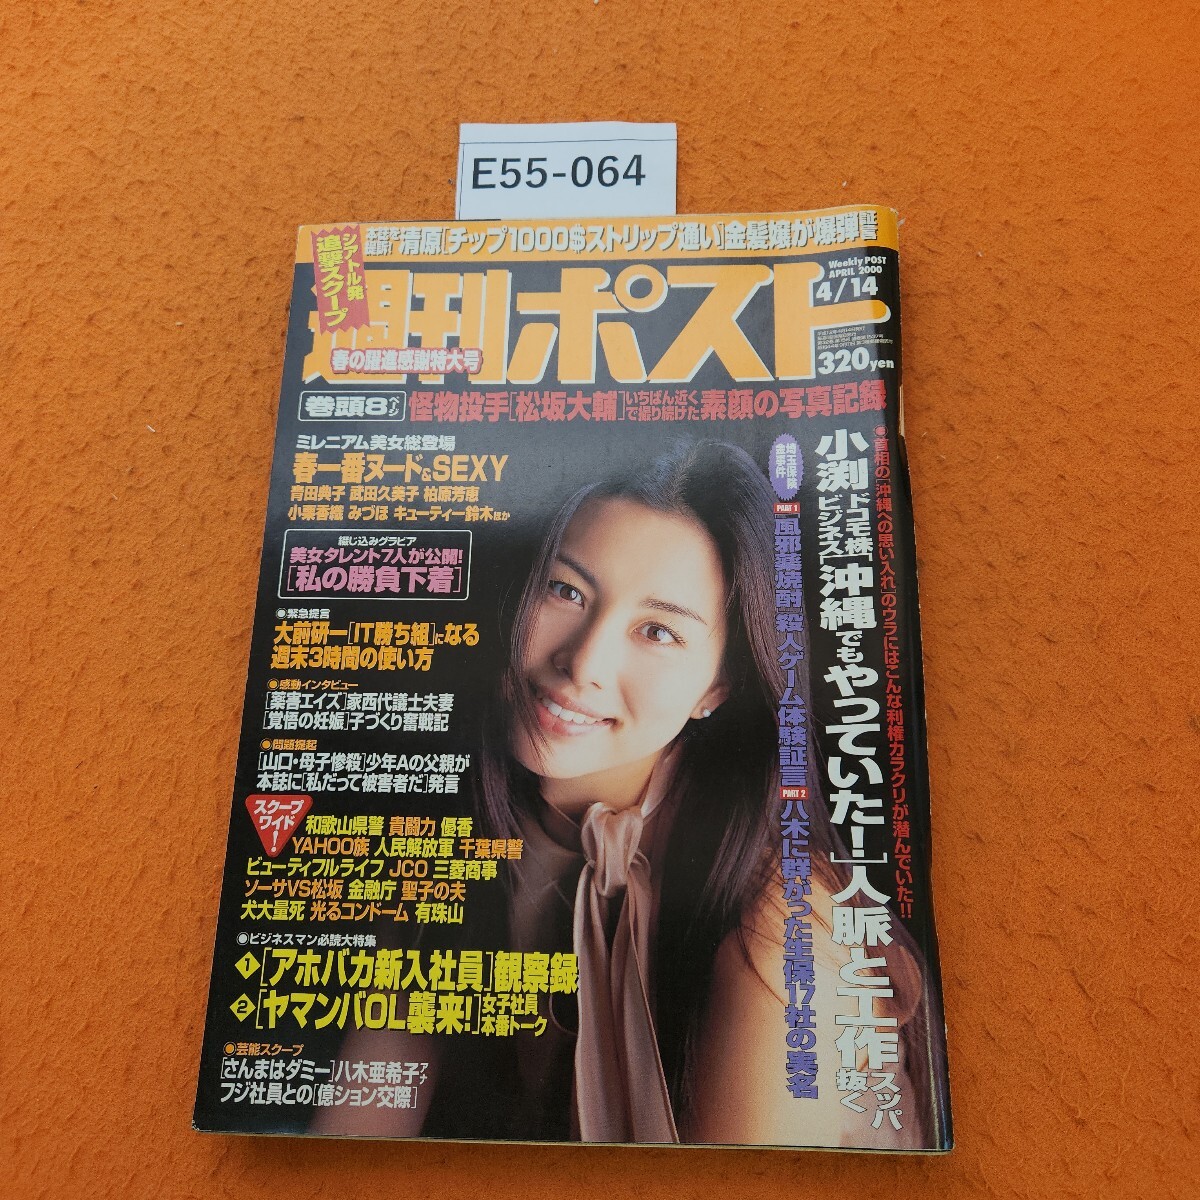 E55-064
本誌を提訴!
清原[チップ1000$ストリップ通い]金髪嬢が爆弾証言
シアトル発
追撃スクープ
週刊ポスト
Weekly POST
APRIL 2000
4/14
320yen
春の躍進感謝特大号
巻頭8ページ
怪物投手[松坂大輔]いちばん近くで撮り続けた素顔の写真記録
ミレニアム美女総登場
春一番ヌード&SEXY
青田典子 武田久美子 柏原芳恵
小栗香織 みづほ キューティー鈴木ほか
綴じ込みグラビア
美女タレント7人が公開!
[私の勝負下着]
●緊急提言
大前研一[IT勝ち組]になる
週末3時間の使い方
●感動インタビュー
[薬害エイズ]家西代議士夫妻
[覚悟の妊娠]子づくり奮戦記
●問題提起
[山口・母子惨殺]少年Aの父親が
本誌に[私だって被害者だ]発言
スクープ
ワイド!
和歌山県警 貴闘力 優香
YAHOO族 人民解放軍 千葉県警
ビューティフルライフ JCO 三菱商事
ソーサVS松坂 金融庁 聖子の夫
犬大量死 光るコンドーム 有珠山
●ビジネスマン必読大特集
1[アホバカ新入社員]観察録
2[ヤマンバOL襲来!]女子社員本番トーク
●芸能スクープ
[さんまはダミー]八木亜希子アナ
フジ社員との[億ション交際]
●首相の[沖縄への思い入れ]のウラにはこんな利権カラクリが潜んでいた!!
小渕ドコモ株ビジネス[沖縄でもやっていた!]人脈と工作スッパ抜く
埼玉保険金事件
PART 1
[風邪薬焼酎]殺人ゲーム体験証言
PART 2
八木に群がった生保17社の実名